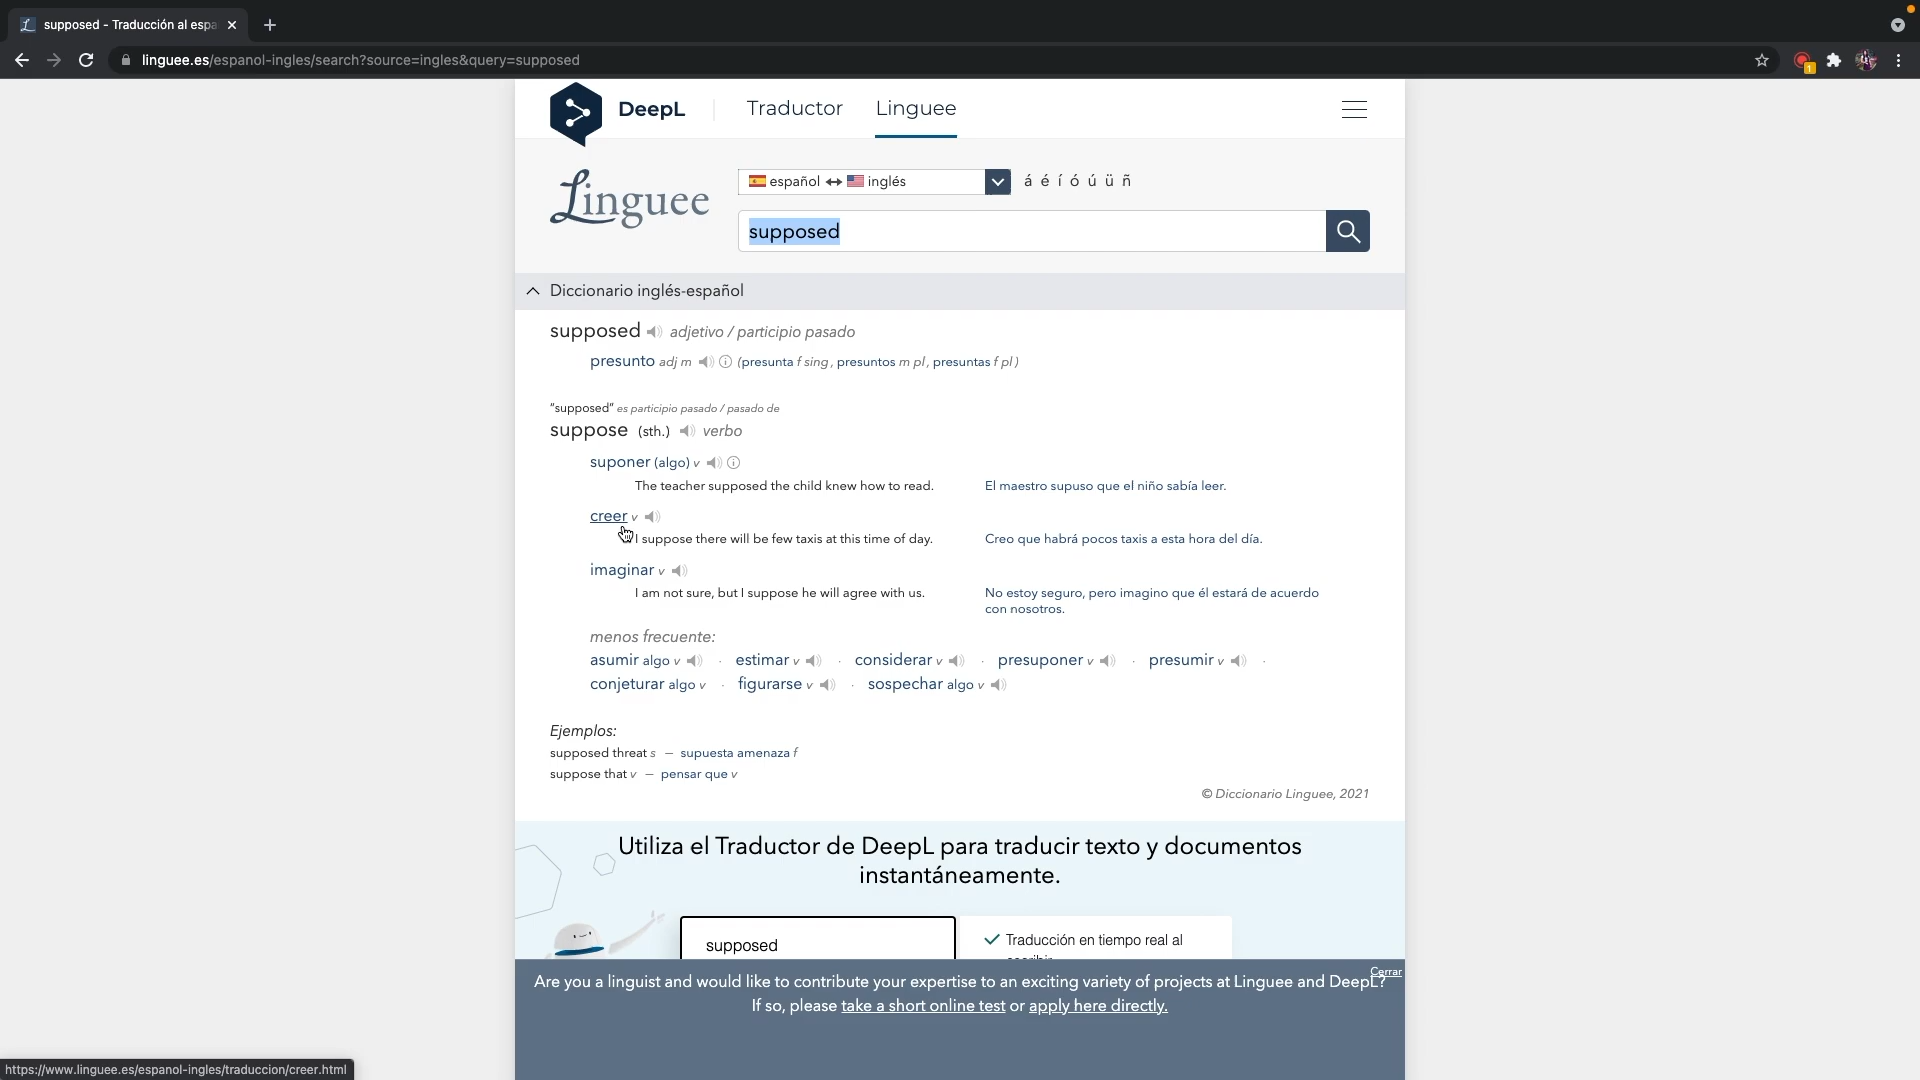 supposed - Traducción al espa
linguee.es/espanol-ingles/search?source=ingles&query=supposed
1
DeepL
Traductor
Linguee
Linguee
español ↔ inglés
á é í ó ú ü ñ
supposed
Diccionario inglés-español
supposed adjetivo / participio pasado
presunto adj m (presunta f sing, presuntos m pl, presuntas f pl)
"supposed" es participio pasado / pasado de
suppose (sth.) verbo
suponer (algo) v
The teacher supposed the child knew how to read. El maestro supuso que el niño sabía leer.
creer v
I suppose there will be few taxis at this time of day. Creo que habrá pocos taxis a esta hora del día.
imaginar v
I am not sure, but I suppose he will agree with us. No estoy seguro, pero imagino que él estará de acuerdo
con nosotros.
menos frecuente:
asumir algo v · estimar v · considerar v · presuponer v · presumir v ·
conjeturar algo v · figurarse v · sospechar algo v
Ejemplos:
supposed threat s — supuesta amenaza f
suppose that v — pensar que v
© Diccionario Linguee, 2021
Utiliza el Traductor de DeepL para traducir texto y documentos
instantáneamente.
supposed
Traducción en tiempo real al
Cerrar
Are you a linguist and would like to contribute your expertise to an exciting variety of projects at Linguee and DeepL?
If so, please take a short online test or apply here directly.
https://www.linguee.es/espanol-ingles/traduccion/creer.html